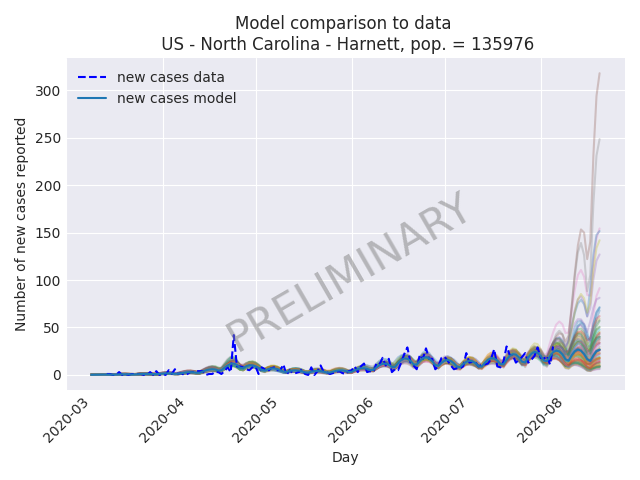 Model comparison to data
US - North Carolina - Harnett, pop. = 135976
new cases data
new cases model
PRELIMINARY
Number of new cases reported
300
250
200
150
100
50
0
2020-03
2020-04
2020-05
2020-06
2020-07
2020-08
Day